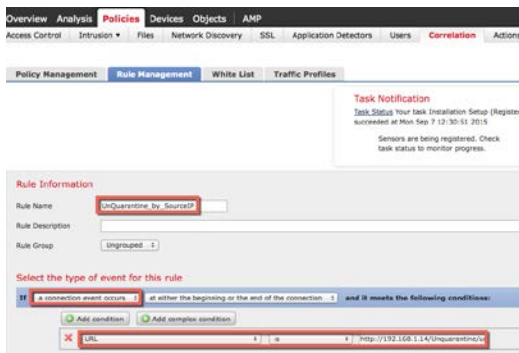 Overview Analysis Policies Devices Objects AMP
Access Control Intrusion Files Network Discovery SSL Application Detectors Users Correlation Actions
Policy Management Rule Management White List Traffic Profiles
Task Notification
Task Status Your task Installation Setup (Register
succeeded at Mon Sep 7 12:30:51 2015
Sensors are being registered. Check
task status to monitor progress.
Rule Information
Rule Name UnQuarantine_by_SourceIP
Rule Description
Rule Group Ungrouped
Select the type of event for this rule
If a connection event occurs at either the beginning or the end of the connection and it meets the following conditions:
Add condition Add complex condition
URL is http://192.168.1.14/Unquarantine/